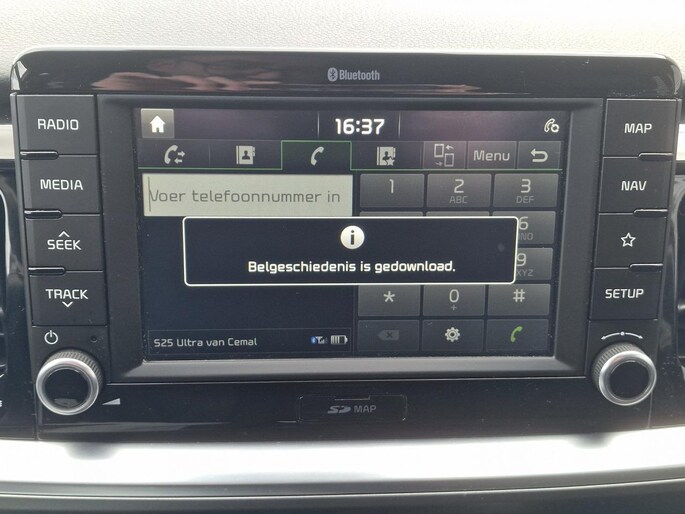 Bluetooth
RADIO
MEDIA
SEEK
TRACK
MAP
NAV
SETUP
16:37
Menu
Voer telefoonnummer in
1
2
ABC
3
DEF
6
NO
9
XYZ
*
0
+
#
Belgeschiedenis is gedownload.
S25 Ultra van Cemal
SD MAP